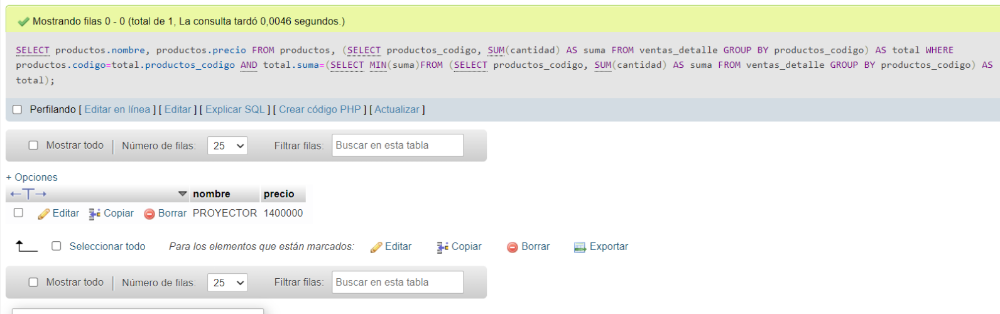 Mostrando filas 0 - 0 (total de 1, La consulta tardó 0,0046 segundos.)
SELECT productos.nombre, productos.precio FROM productos, (SELECT productos_codigo, SUM(cantidad) AS suma FROM ventas_detalle GROUP BY productos_codigo) AS total WHERE
productos.codigo=total.productos_codigo AND total.suma=(SELECT MIN(suma)FROM (SELECT productos_codigo, SUM(cantidad) AS suma FROM ventas_detalle GROUP BY productos_codigo) AS
total);
Perfilando [ Editar en línea ] [ Editar ] [ Explicar SQL ] [ Crear código PHP ] [ Actualizar ]
Mostrar todo | Número de filas: 25 Filtrar filas: Buscar en esta tabla
+ Opciones
←T→ nombre precio
Editar Copiar Borrar PROYECTOR 1400000
Seleccionar todo Para los elementos que están marcados: Editar Copiar Borrar Exportar
Mostrar todo | Número de filas: 25 Filtrar filas: Buscar en esta tabla